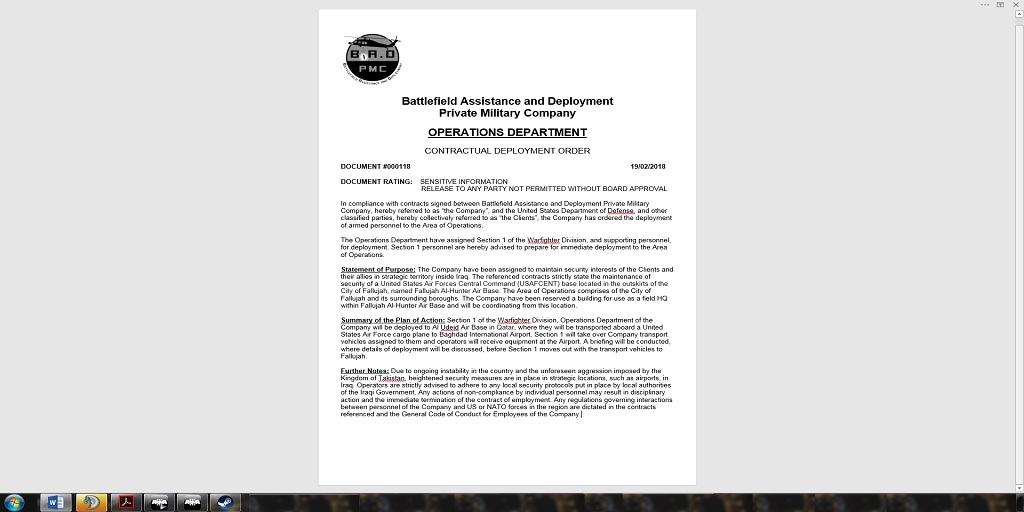 B.A.D
PMC
Battlefield Assistance and Deployment
Private Military Company
OPERATIONS DEPARTMENT
CONTRACTUAL DEPLOYMENT ORDER
DOCUMENT #000118 19/02/2018
DOCUMENT RATING: SENSITIVE INFORMATION
RELEASE TO ANY PARTY NOT PERMITTED WITHOUT BOARD APPROVAL
In compliance with contracts signed between Battlefield Assistance and Deployment Private Military
Company, hereby referred to as "the Company", and the United States Department of Defense, and other
classified parties, hereby collectively referred to as "the Clients", the Company has ordered the deployment
of armed personnel to the Area of Operations.
The Operations Department have assigned Section 1 of the Warfighter Division, and supporting personnel,
for deployment. Section 1 personnel are hereby advised to prepare for immediate deployment to the Area
of Operations.
Statement of Purpose: The Company have been assigned to maintain security interests of the Clients and
their allies in strategic territory inside Iraq. The referenced contracts strictly state the maintenance of
security of a United States Air Forces Central Command (USAFCENT) base located in the outskirts of the
City of Fallujah, named Fallujah Al-Hunter Air Base. The Area of Operations comprises of the City of
Fallujah and its surrounding boroughs. The Company have been reserved a building for use as a field HQ
within Fallujah Al-Hunter Air Base and will be coordinating from this location.
Summary of the Plan of Action: Section 1 of the Warfighter Division, Operations Department of the
Company will be deployed to Al Udeid Air Base in Qatar, where they will be transported aboard a United
States Air Force cargo plane to Baghdad International Airport. Section 1 will take over Company transport
vehicles assigned to them and operators will receive equipment at the Airport. A briefing will be conducted,
where details of deployment will be discussed, before Section 1 moves out with the transport vehicles to
Fallujah.
Further Notes: Due to ongoing instability in the country and the unforeseen aggression imposed by the
Kingdom of Takistan, heightened security measures are in place in strategic locations, such as airports, in
Iraq. Operators are strictly advised to adhere to any local security protocols put in place by local authorities
of the Iraqi Government. Any actions of non-compliance by individual personnel may result in disciplinary
action and the immediate termination of the contract of employment. Any regulations governing interactions
between personnel of the Company and US or NATO forces in the region are dictated in the contracts
referenced and the General Code of Conduct for Employees of the Company.